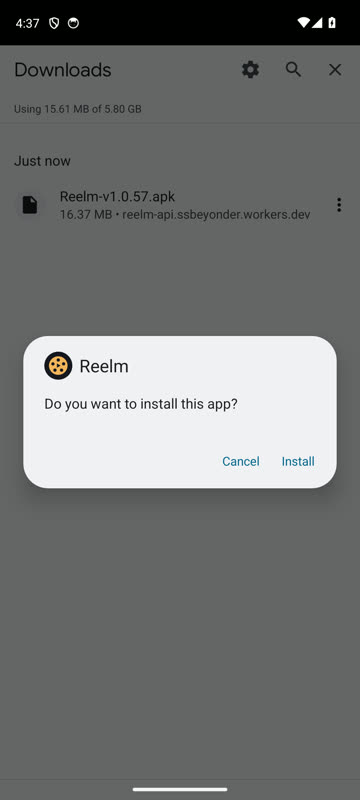 4:37
Downloads
Using 15.61 MB of 5.80 GB
Just now
Reelm-v1.0.57.apk
16.37 MB • reelm-api.ssbeyonder.workers.dev
Reelm
Do you want to install this app?
Cancel Install